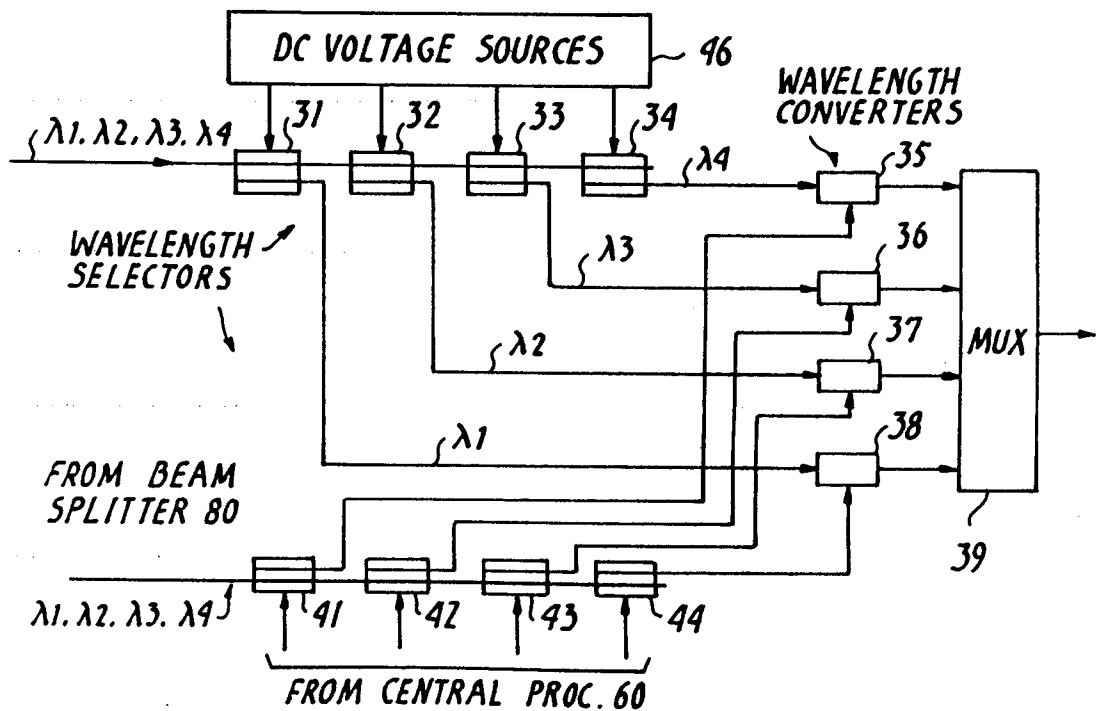 DC VOLTAGE SOURCES
46
WAVELENGTH
CONVERTERS
31
32
33
34
35
λ1, λ2, λ3, λ4
λ4
36
WAVELENGTH
SELECTORS
λ3
37
MUX
λ2
38
λ1
FROM BEAM
SPLITTER 80
39
λ1, λ2, λ3, λ4
41
42
43
44
FROM CENTRAL PROC. 60